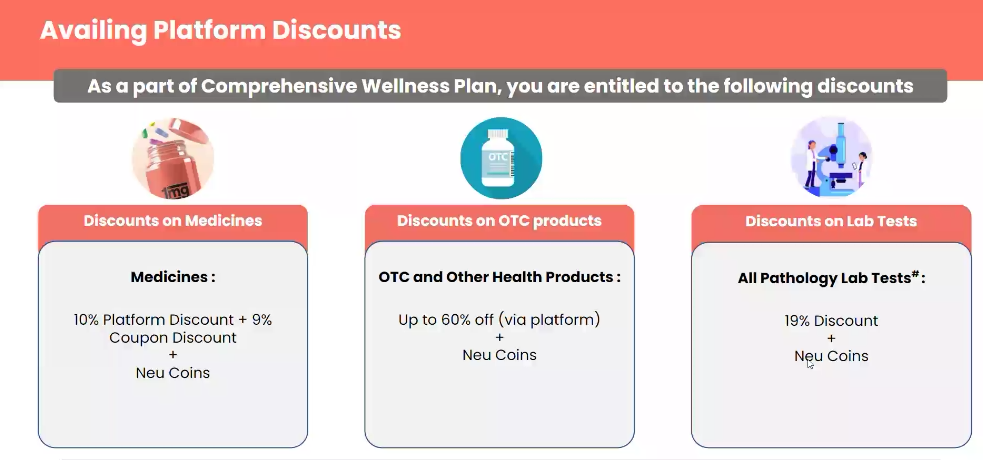 Availing Platform Discounts
As a part of Comprehensive Wellness Plan, you are entitled to the following discounts
1mg
OTC
Discounts on Medicines
Discounts on OTC products
Discounts on Lab Tests
Medicines :
10% Platform Discount + 9%
Coupon Discount
+
Neu Coins
OTC and Other Health Products :
Up to 60% off (via platform)
+
Neu Coins
All Pathology Lab Tests# :
19% Discount
+
Neu Coins